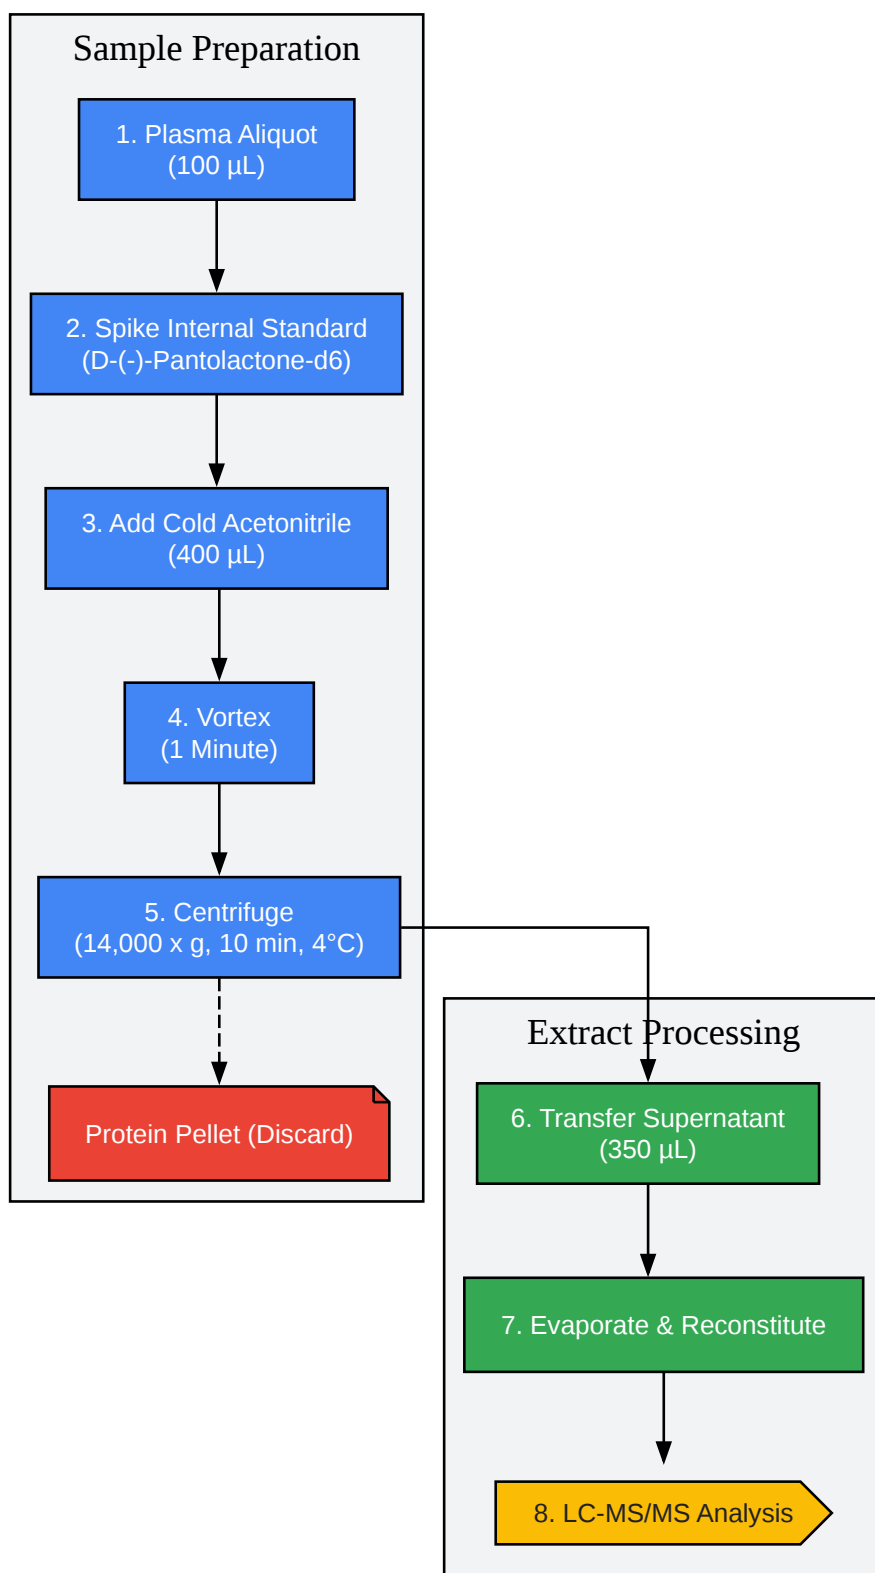 Sample Preparation
1. Plasma Aliquot
(100 µL)
2. Spike Internal Standard
(D-(-)-Pantolactone-d6)
3. Add Cold Acetonitrile
(400 µL)
4. Vortex
(1 Minute)
5. Centrifuge
(14,000 x g, 10 min, 4°C)
Protein Pellet (Discard)
Extract Processing
6. Transfer Supernatant
(350 µL)
7. Evaporate & Reconstitute
8. LC-MS/MS Analysis